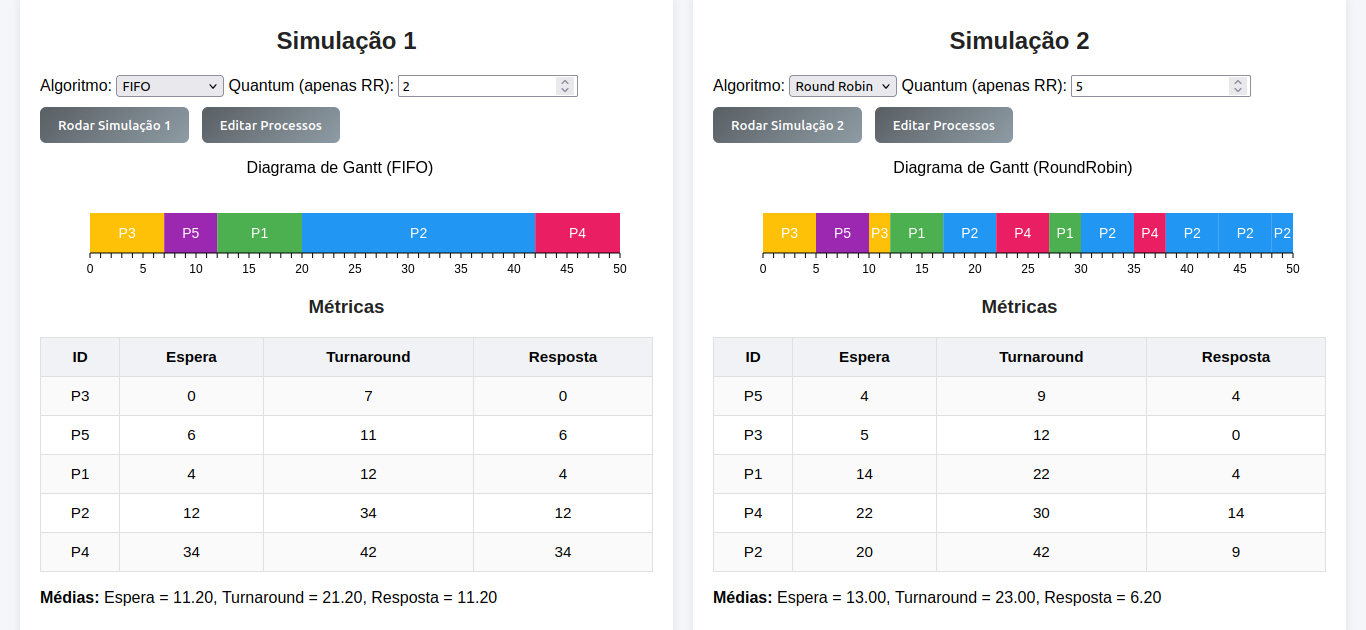 Simulação 1
Algoritmo: FIFO Quantum (apenas RR): 2
Rodar Simulação 1 Editar Processos
Diagrama de Gantt (FIFO)
P3 P5 P1 P2 P4
0 5 10 15 20 25 30 35 40 45 50
Métricas
ID Espera Turnaround Resposta
P3 0 7 0
P5 6 11 6
P1 4 12 4
P2 12 34 12
P4 34 42 34
Médias: Espera = 11.20, Turnaround = 21.20, Resposta = 11.20
Simulação 2
Algoritmo: Round Robin Quantum (apenas RR): 5
Rodar Simulação 2 Editar Processos
Diagrama de Gantt (RoundRobin)
P3 P5 P3 P1 P2 P4 P1 P2 P4 P2 P2 P2
0 5 10 15 20 25 30 35 40 45 50
Métricas
ID Espera Turnaround Resposta
P5 4 9 4
P3 5 12 0
P1 14 22 4
P4 22 30 14
P2 20 42 9
Médias: Espera = 13.00, Turnaround = 23.00, Resposta = 6.20